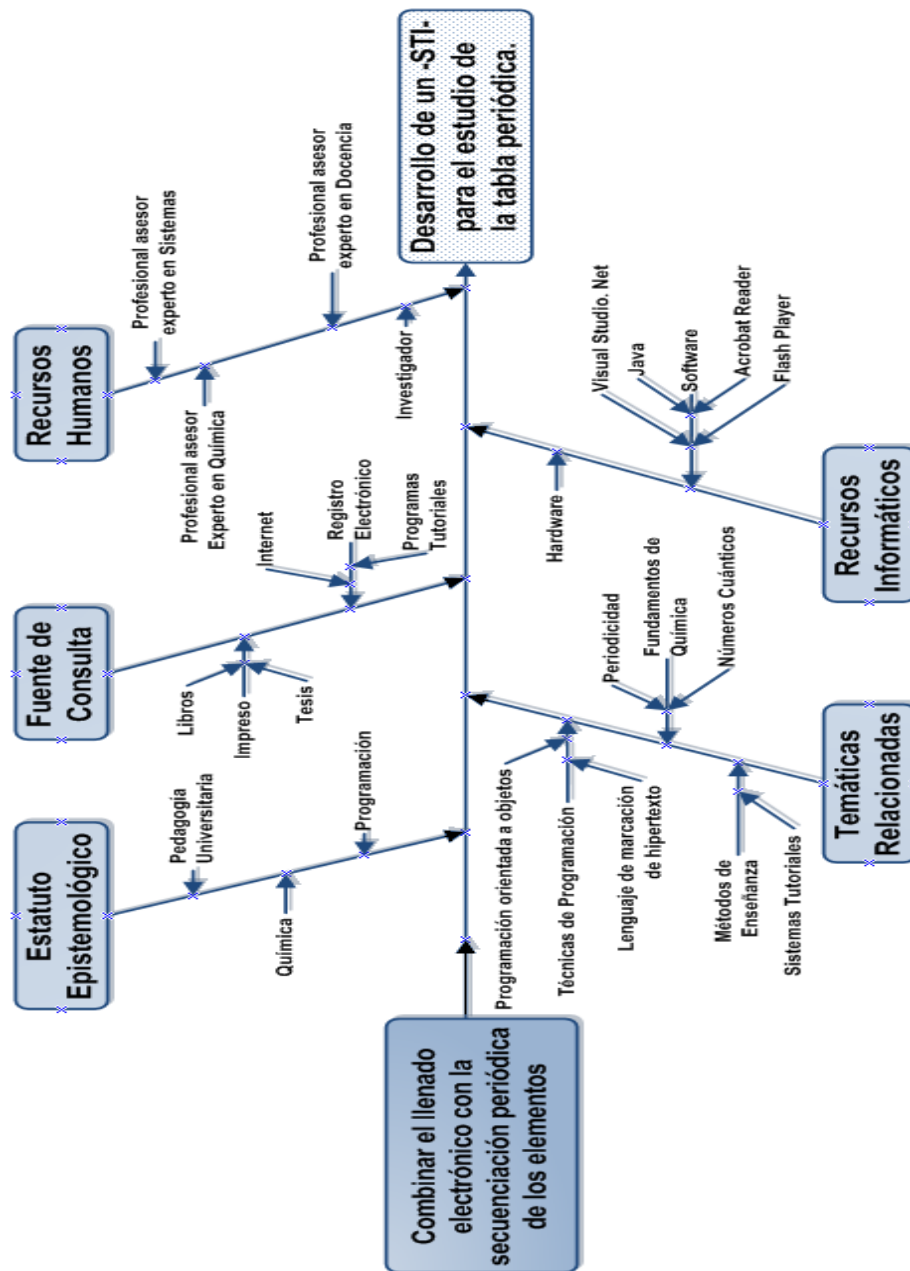 Estatuto
Epistemológico
Pedagogía
Universitaria
Química
Programación
Fuente de
Consulta
Libros
Impreso
Tesis
Internet
Registro
Electrónico
Programas
Tutoriales
Recursos
Humanos
Profesional asesor
experto en Sistemas
Profesional asesor
Experto en Química
Profesional asesor
experto en Docencia
Investigador
Combinar el llenado
electrónico con la
secuenciación periódica
de los elementos
Desarrollo de un -STI-
para el estudio de
la tabla periódica.
Programación orientada a objetos
Técnicas de Programación
Lenguaje de marcación
de hipertexto
Periodicidad
Fundamentos de
Química
Números Cuánticos
Métodos de
Enseñanza
Sistemas Tutoriales
Temáticas
Relacionadas
Hardware
Visual Studio. Net
Java
Software
Acrobat Reader
Flash Player
Recursos
Informáticos